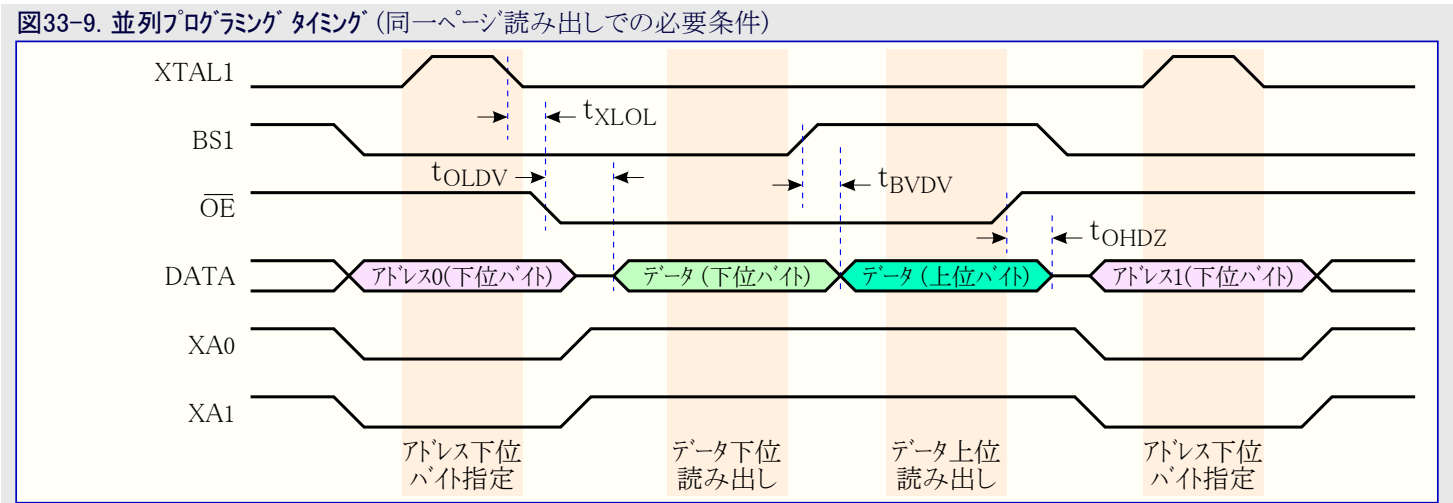 図33-9. 並列プログラミング タイミング (同一ページ読み出しでの必要条件)
XTAL1
tXLOL
BS1
tOLDV
tBVDV
OE
tOHDZ
DATA
アドレス0(下位バイト)
データ (下位バイト)
データ (上位バイト)
アドレス1(下位バイト)
XA0
XA1
アドレス下位
バイト指定
データ下位
読み出し
データ上位
読み出し
アドレス下位
バイト指定